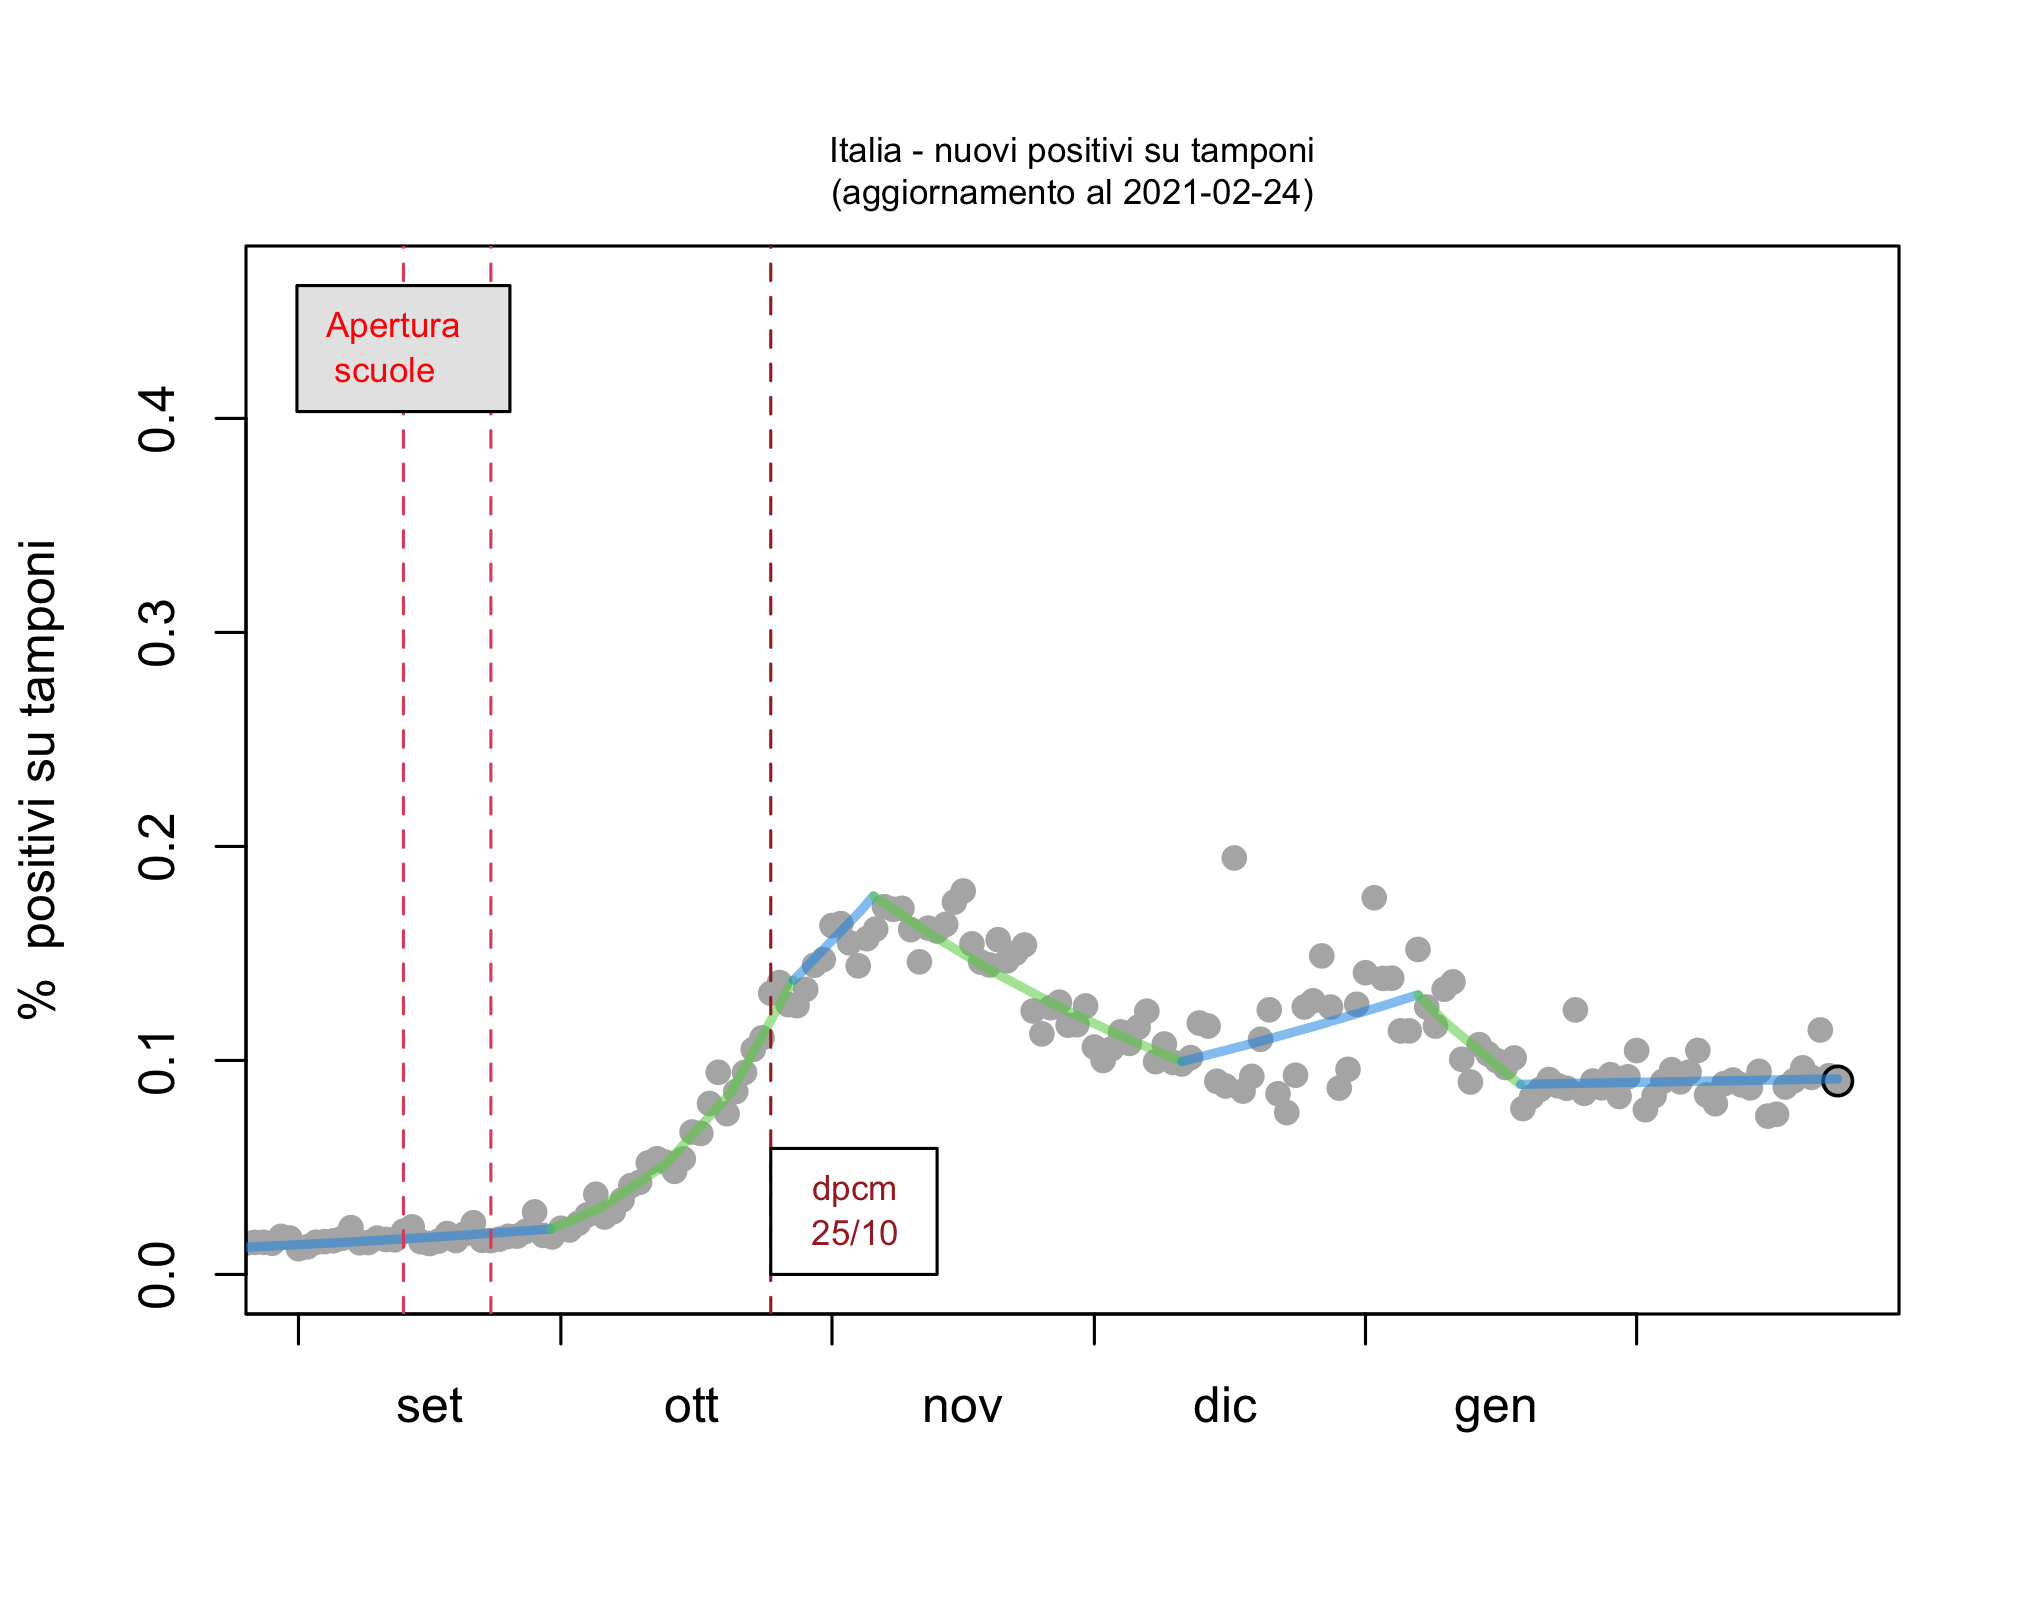 Italia - nuovi positivi su tamponi
(aggiornamento al 2021-02-24)
Apertura
scuole
% positivi su tamponi
0.4
0.3
0.2
0.1
0.0
dpcm
25/10
set
ott
nov
dic
gen